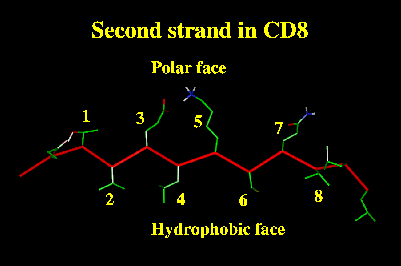 Second strand in CD8
Polar face
1
3
5
7
2
4
6
8
Hydrophobic face